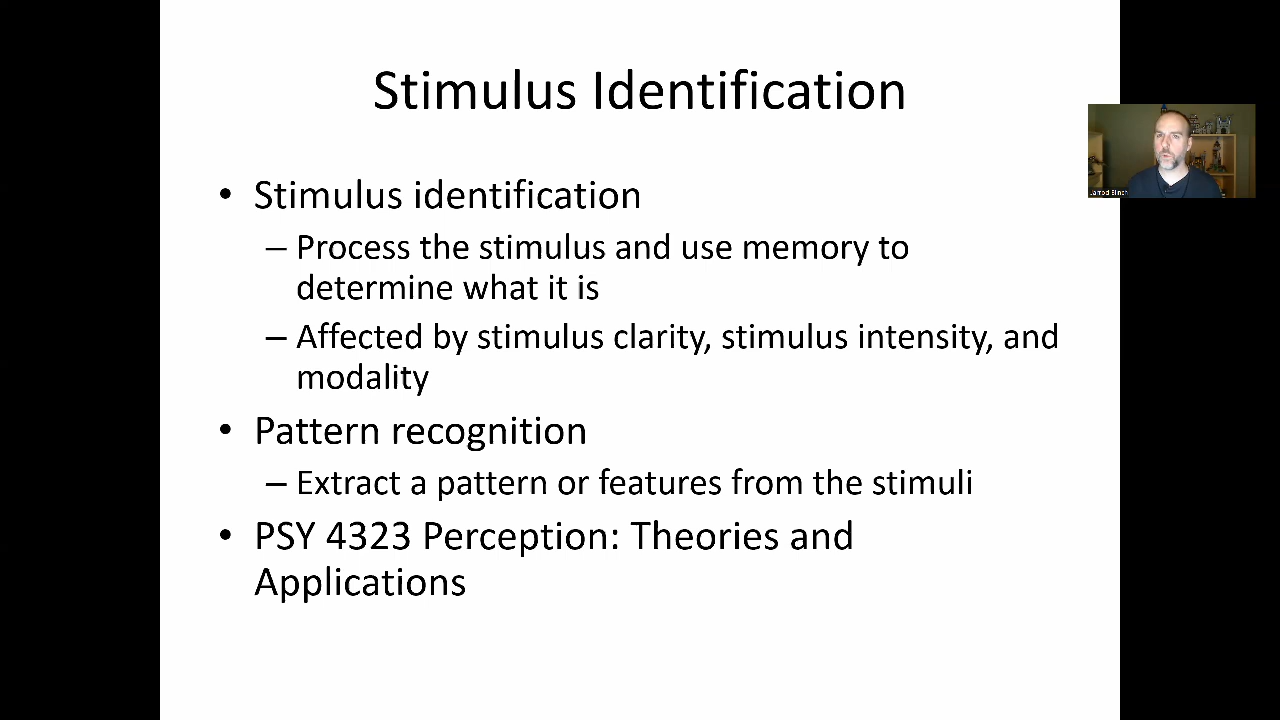 Stimulus Identification
• Stimulus identification
– Process the stimulus and use memory to
determine what it is
– Affected by stimulus clarity, stimulus intensity, and
modality
• Pattern recognition
– Extract a pattern or features from the stimuli
• PSY 4323 Perception: Theories and
Applications
Jarrod Blinch